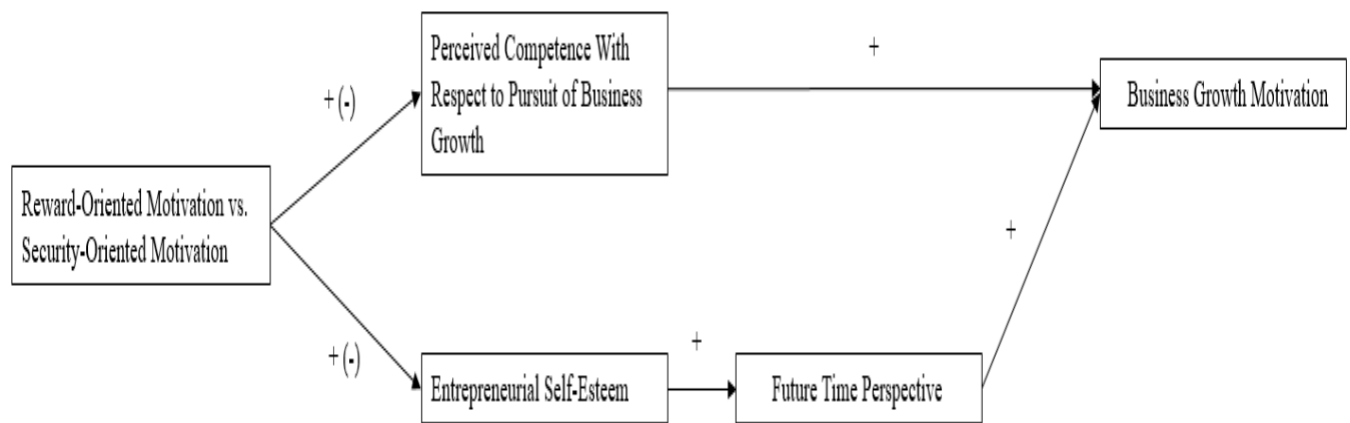 Perceived Competence With
Respect to Pursuit of Business
Growth
+
Business Growth Motivation
+ (-)
Reward-Oriented Motivation vs.
Security-Oriented Motivation
+
+ (-)
Entrepreneurial Self-Esteem
+
Future Time Perspective